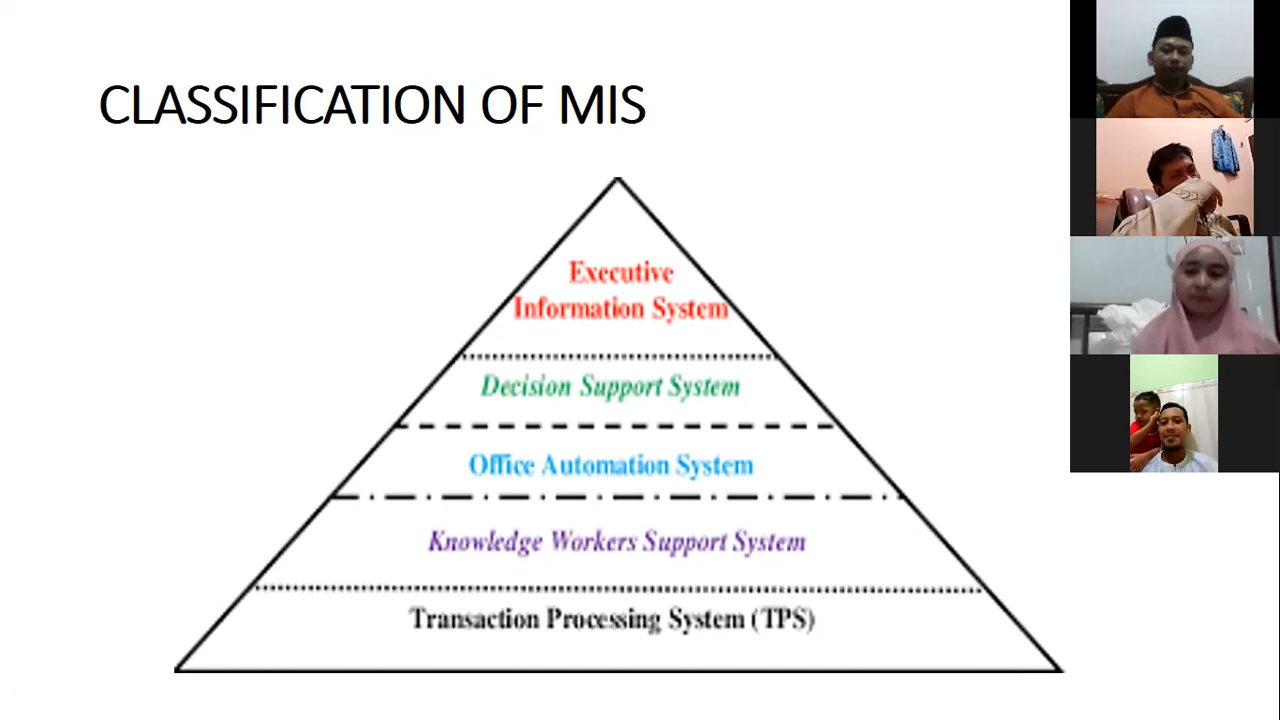 CLASSIFICATION OF MIS
Executive
Information System
Decision Support System
Office Automation System
Knowledge Workers Support System
Transaction Processing System (TPS)